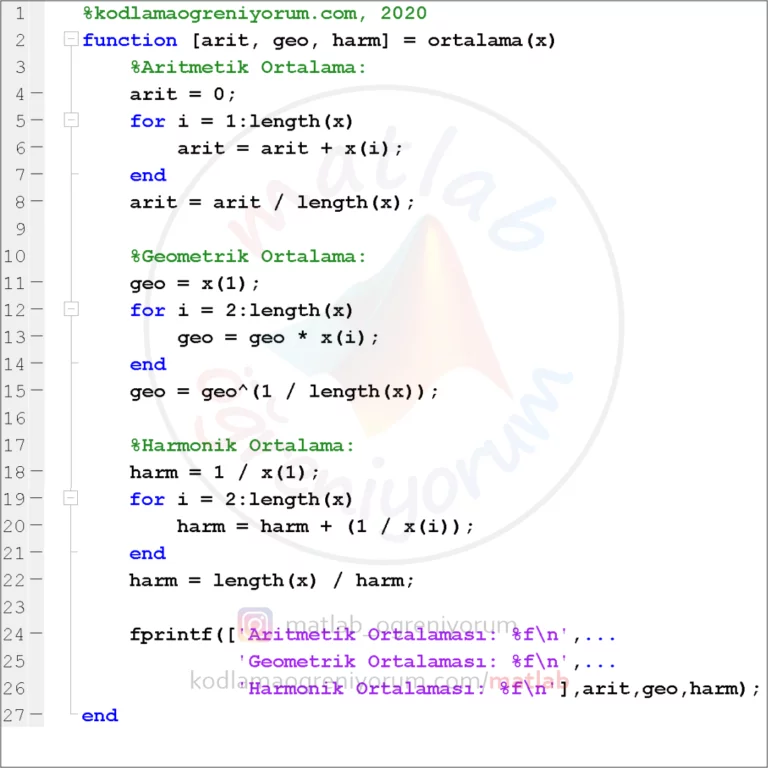 1 %kodlamaogreniyorum.com, 2020
2 function [arit, geo, harm] = ortalama(x)
3 %Aritmetik Ortalama:
4 arit = 0;
5 for i = 1:length(x)
6 arit = arit + x(i);
7 end
8 arit = arit / length(x);
9
10 %Geometrik Ortalama:
11 geo = x(1);
12 for i = 2:length(x)
13 geo = geo * x(i);
14 end
15 geo = geo^(1 / length(x));
16
17 %Harmonik Ortalama:
18 harm = 1 / x(1);
19 for i = 2:length(x)
20 harm = harm + (1 / x(i));
21 end
22 harm = length(x) / harm;
23
24 fprintf(['Aritmetik Ortalaması: %f\n',...
25 'Geometrik Ortalaması: %f\n',...
26 'Harmonik Ortalaması: %f\n'],arit,geo,harm);
27 end
matlab
ogreniyorum
matlab_ogreniyorum
kodlamaogreniyorum.com/matlab